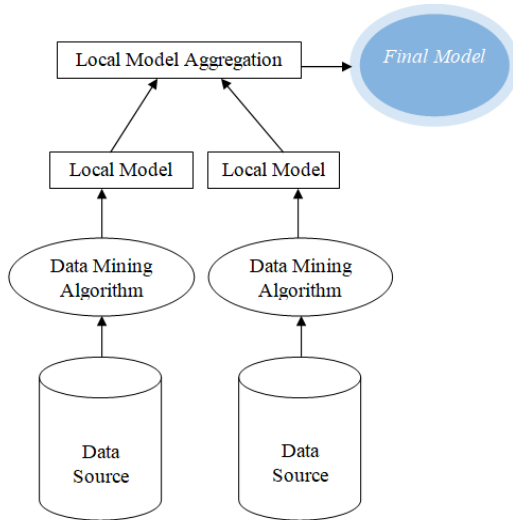 Local Model Aggregation
Final Model
Local Model
Local Model
Data Mining
Algorithm
Data Mining
Algorithm
Data
Source
Data
Source